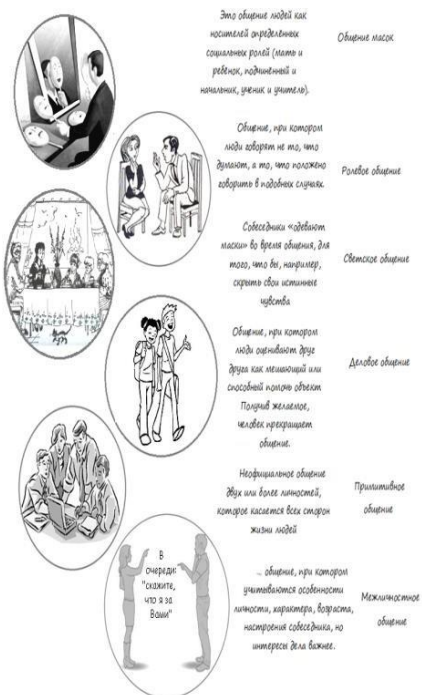 Это общение людей как
носителей определенных
социальных ролей (мать и
ребёнок, подчинённый и
начальник, ученик и учитель).
Общение масок
Общение, при котором
люди говорят не то, что
думают, а то, что положено
говорить в подобных случаях.
Ролевое общение
Собеседники «одевают
маски» во время общения, для
того, что бы, например,
скрыть свои истинные
чувства
Светское общение
Общение, при котором
люди оценивают друг
друга как мешающий или
способный помочь объект
Получив желаемое,
человек прекращает
общение.
Деловое общение
Неофициальное общение
двух или более личностей,
которое касается всех сторон
жизни людей
Примитивное
общение
... общение, при котором
учитываются особенности
личности, характера, возраста,
настроения собеседника, но
интересы дела важнее.
Межличностное
общение
В
очереди:
"скажите,
что я за
Вами"